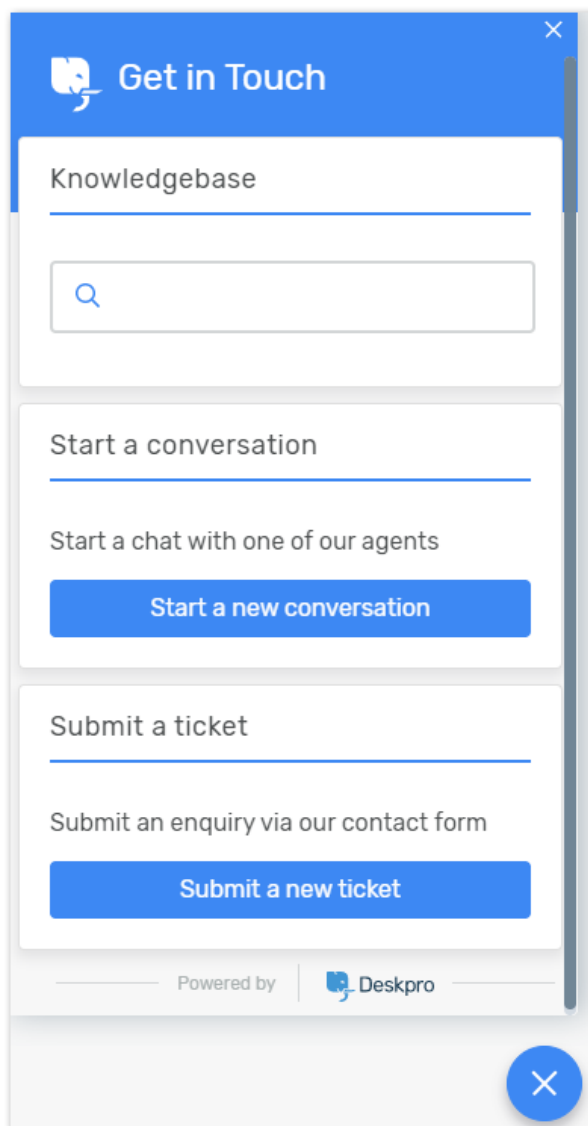 Get in Touch
Knowledgebase
Start a conversation
Start a chat with one of our agents
Start a new conversation
Submit a ticket
Submit an enquiry via our contact form
Submit a new ticket
Powered by Deskpro